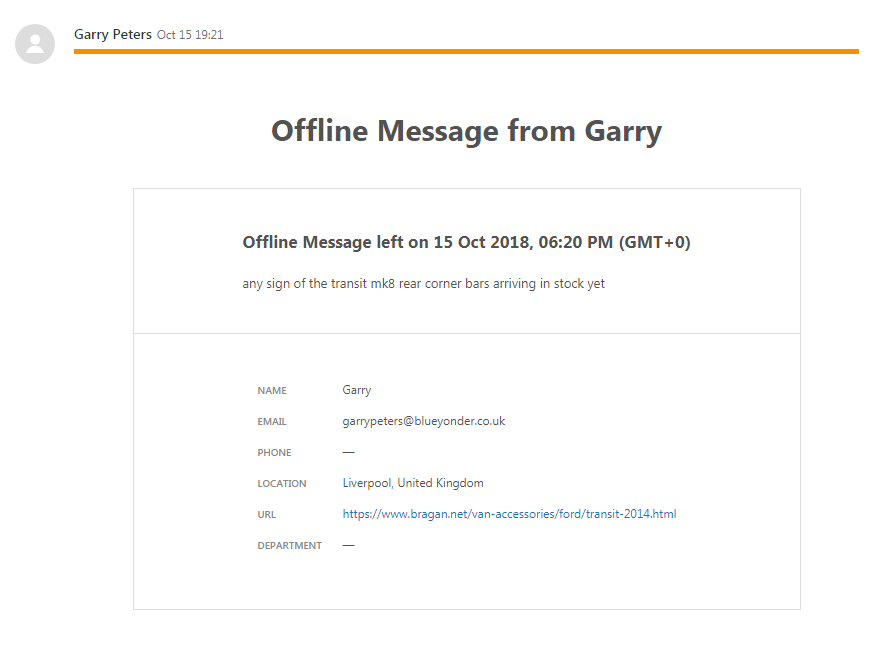 Garry Peters Oct 15 19:21
Offline Message from Garry
Offline Message left on 15 Oct 2018, 06:20 PM (GMT+0)
any sign of the transit mk8 rear corner bars arriving in stock yet
NAME Garry
EMAIL garrypeters@blueyonder.co.uk
PHONE —
LOCATION Liverpool, United Kingdom
URL https://www.bragan.net/van-accessories/ford/transit-2014.html
DEPARTMENT —